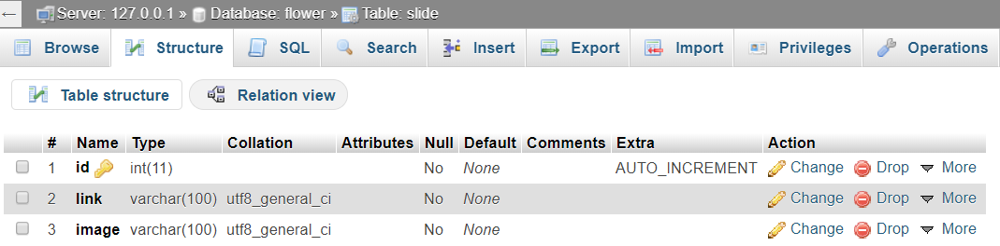 ← Server: 127.0.0.1 » Database: flower » Table: slide
Browse Structure SQL Search Insert Export Import Privileges Operations
Table structure Relation view
# Name Type Collation Attributes Null Default Comments Extra Action
1 id int(11) No None AUTO_INCREMENT Change Drop More
2 link varchar(100) utf8_general_ci No None Change Drop More
3 image varchar(100) utf8_general_ci No None Change Drop More